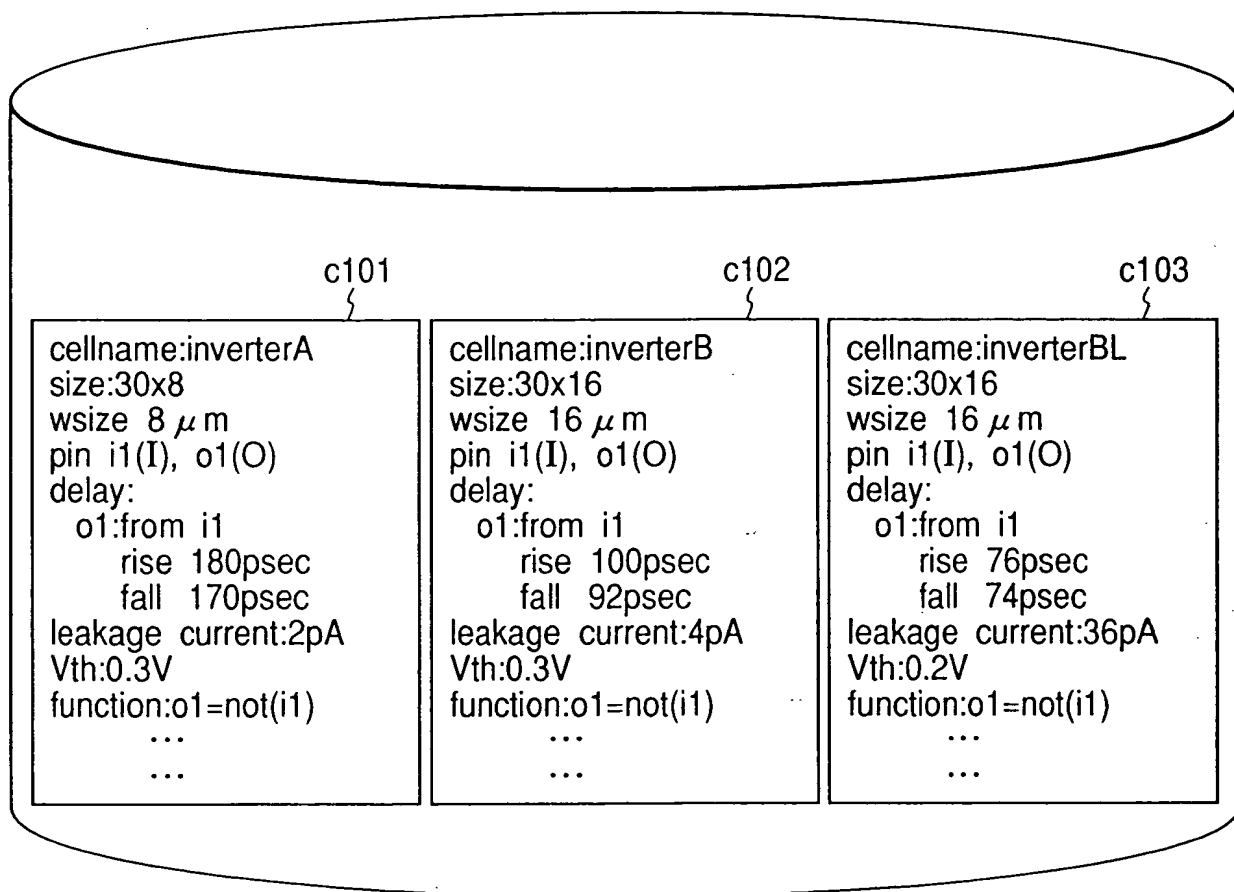 c101
cellname:inverterA
size:30x8
wsize 8 μm
pin i1(I), o1(O)
delay:
o1:from i1
rise 180psec
fall 170psec
leakage current:2pA
Vth:0.3V
function:o1=not(i1)
...
...
c102
cellname:inverterB
size:30x16
wsize 16 μm
pin i1(I), o1(O)
delay:
o1:from i1
rise 100psec
fall 92psec
leakage current:4pA
Vth:0.3V
function:o1=not(i1)
...
...
c103
cellname:inverterBL
size:30x16
wsize 16 μm
pin i1(I), o1(O)
delay:
o1:from i1
rise 76psec
fall 74psec
leakage current:36pA
Vth:0.2V
function:o1=not(i1)
...
...